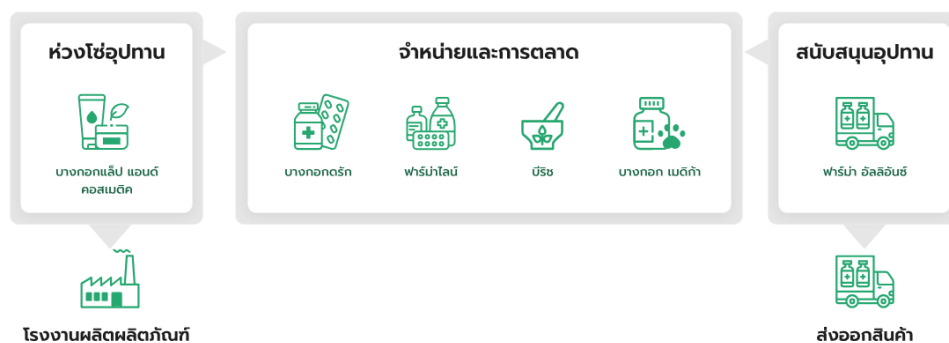 ห่วงโซ่อุปทาน
จำหน่ายและการตลาด
สนับสนุนอุปทาน
บางกอกแล็ป แอนด์
คอสเมติค
บางกอกดรัก
ฟาร์ม่าไลน์
บีริช
บางกอก เมดิก้า
ฟาร์ม่า อัลลิอันซ์
โรงงานผลิตผลิตภัณฑ์
ส่งออกสินค้า